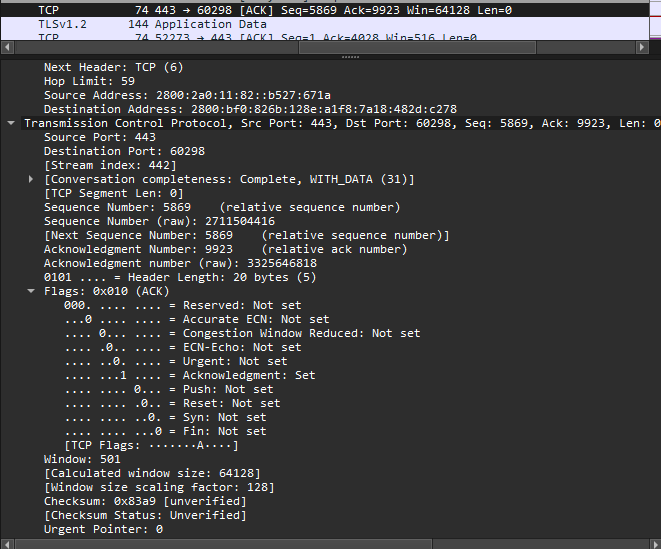 TCP 74 443 → 60298 [ACK] Seq=5869 Ack=9923 Win=64128 Len=0
TLSv1.2 144 Application Data
TCP 74 52273 → 443 [ACK] Seq=1 Ack=4028 Win=516 Len=0
Next Header: TCP (6)
Hop Limit: 59
Source Address: 2800:2a0:11:82::b527:671a
Destination Address: 2800:bf0:826b:128e:a1f8:7a18:482d:c278
Transmission Control Protocol, Src Port: 443, Dst Port: 60298, Seq: 5869, Ack: 9923, Len: 0
Source Port: 443
Destination Port: 60298
[Stream index: 442]
[Conversation completeness: Complete, WITH_DATA (31)]
[TCP Segment Len: 0]
Sequence Number: 5869 (relative sequence number)
Sequence Number (raw): 2711504416
[Next Sequence Number: 5869 (relative sequence number)]
Acknowledgment Number: 9923 (relative ack number)
Acknowledgment number (raw): 3325646818
0101 .... = Header Length: 20 bytes (5)
Flags: 0x010 (ACK)
000. .... .... = Reserved: Not set
...0 .... .... = Accurate ECN: Not set
.... 0... .... = Congestion Window Reduced: Not set
.... .0.. .... = ECN-Echo: Not set
.... ..0. .... = Urgent: Not set
.... ...1 .... = Acknowledgment: Set
.... .... 0... = Push: Not set
.... .... .0.. = Reset: Not set
.... .... ..0. = Syn: Not set
.... .... ...0 = Fin: Not set
[TCP Flags: ·······A····]
Window: 501
[Calculated window size: 64128]
[Window size scaling factor: 128]
Checksum: 0x83a9 [unverified]
[Checksum Status: Unverified]
Urgent Pointer: 0